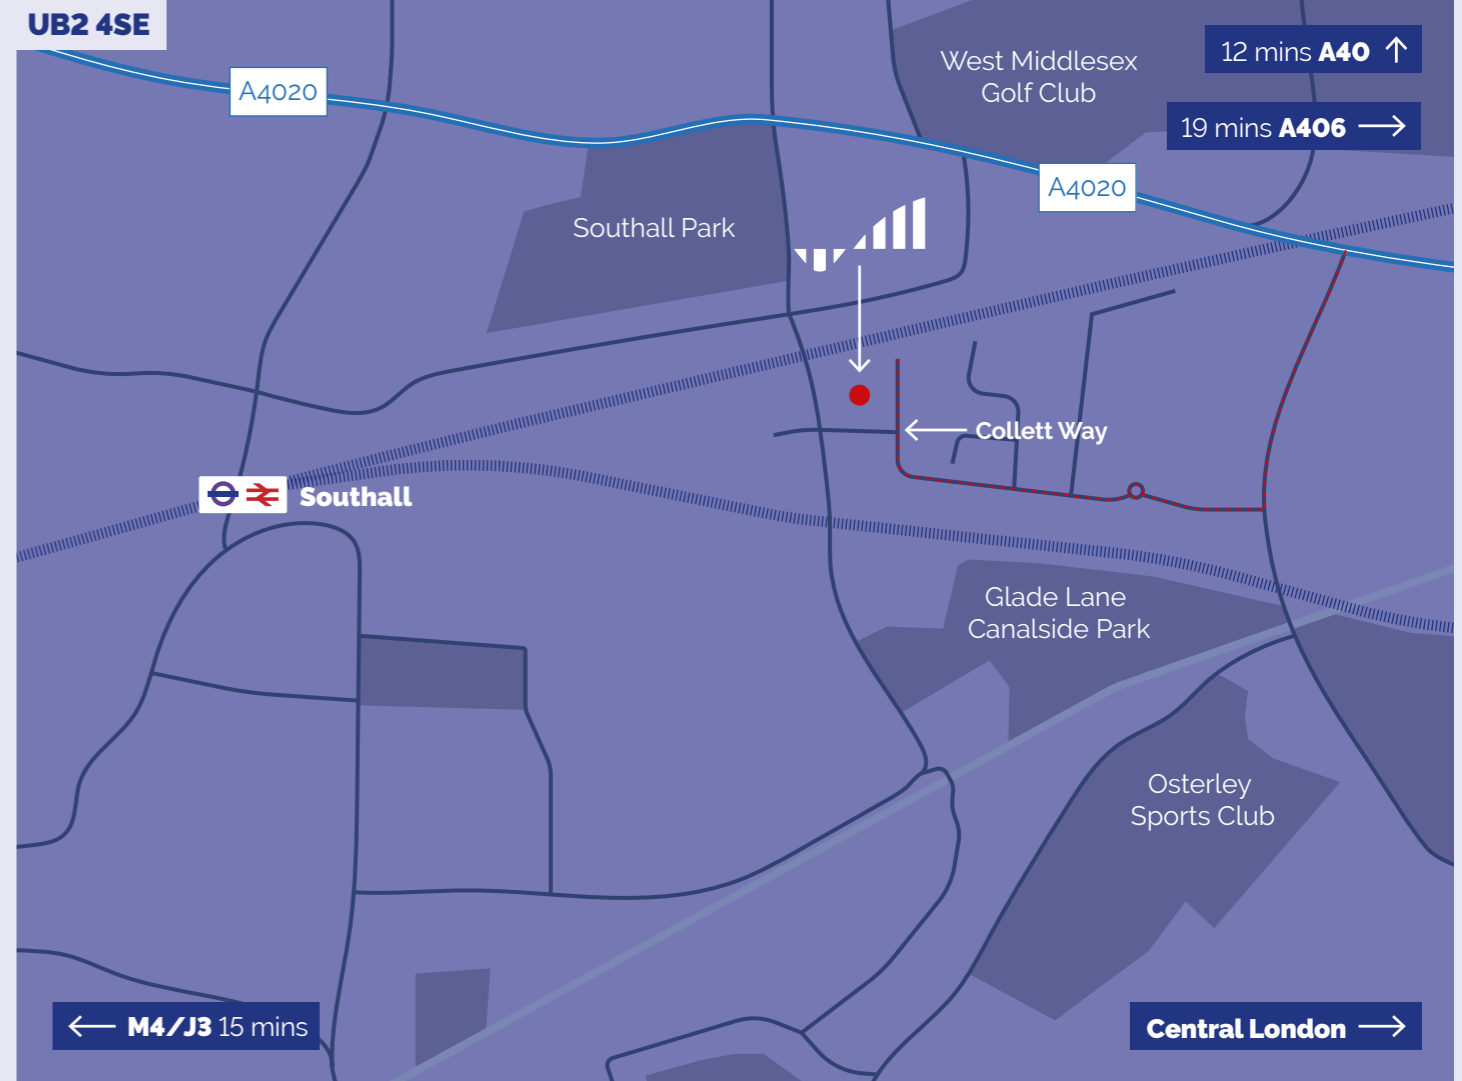 UB2 4SE
12 mins A40 ↑
West Middlesex
Golf Club
A4020
19 mins A406 →
A4020
Southall Park
← Collett Way
Southall
Glade Lane
Canalside Park
Osterley
Sports Club
← M4/J3 15 mins
Central London →